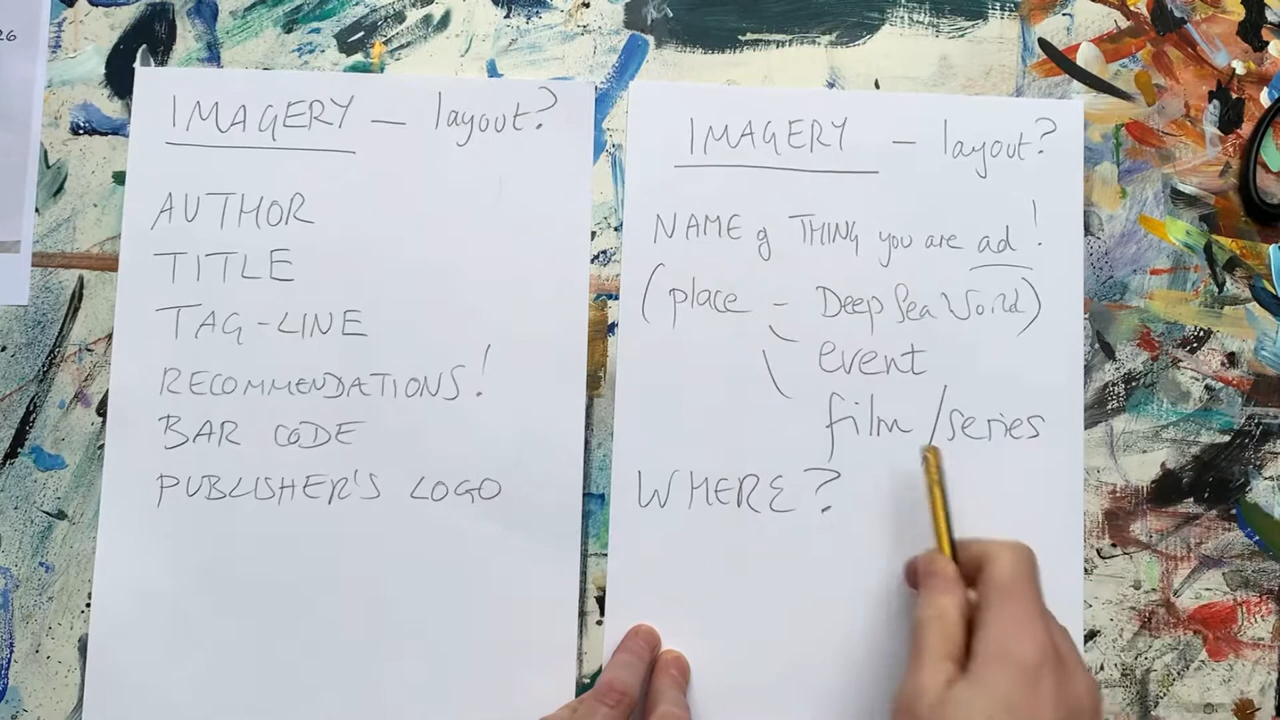 26
IMAGERY — layout?
AUTHOR
TITLE
TAG-LINE
RECOMMENDATIONS!
BAR CODE
PUBLISHER'S LOGO
IMAGERY — layout?
NAME of THING you are ad!
(place - Deep Sea World)
event
film/series
WHERE?